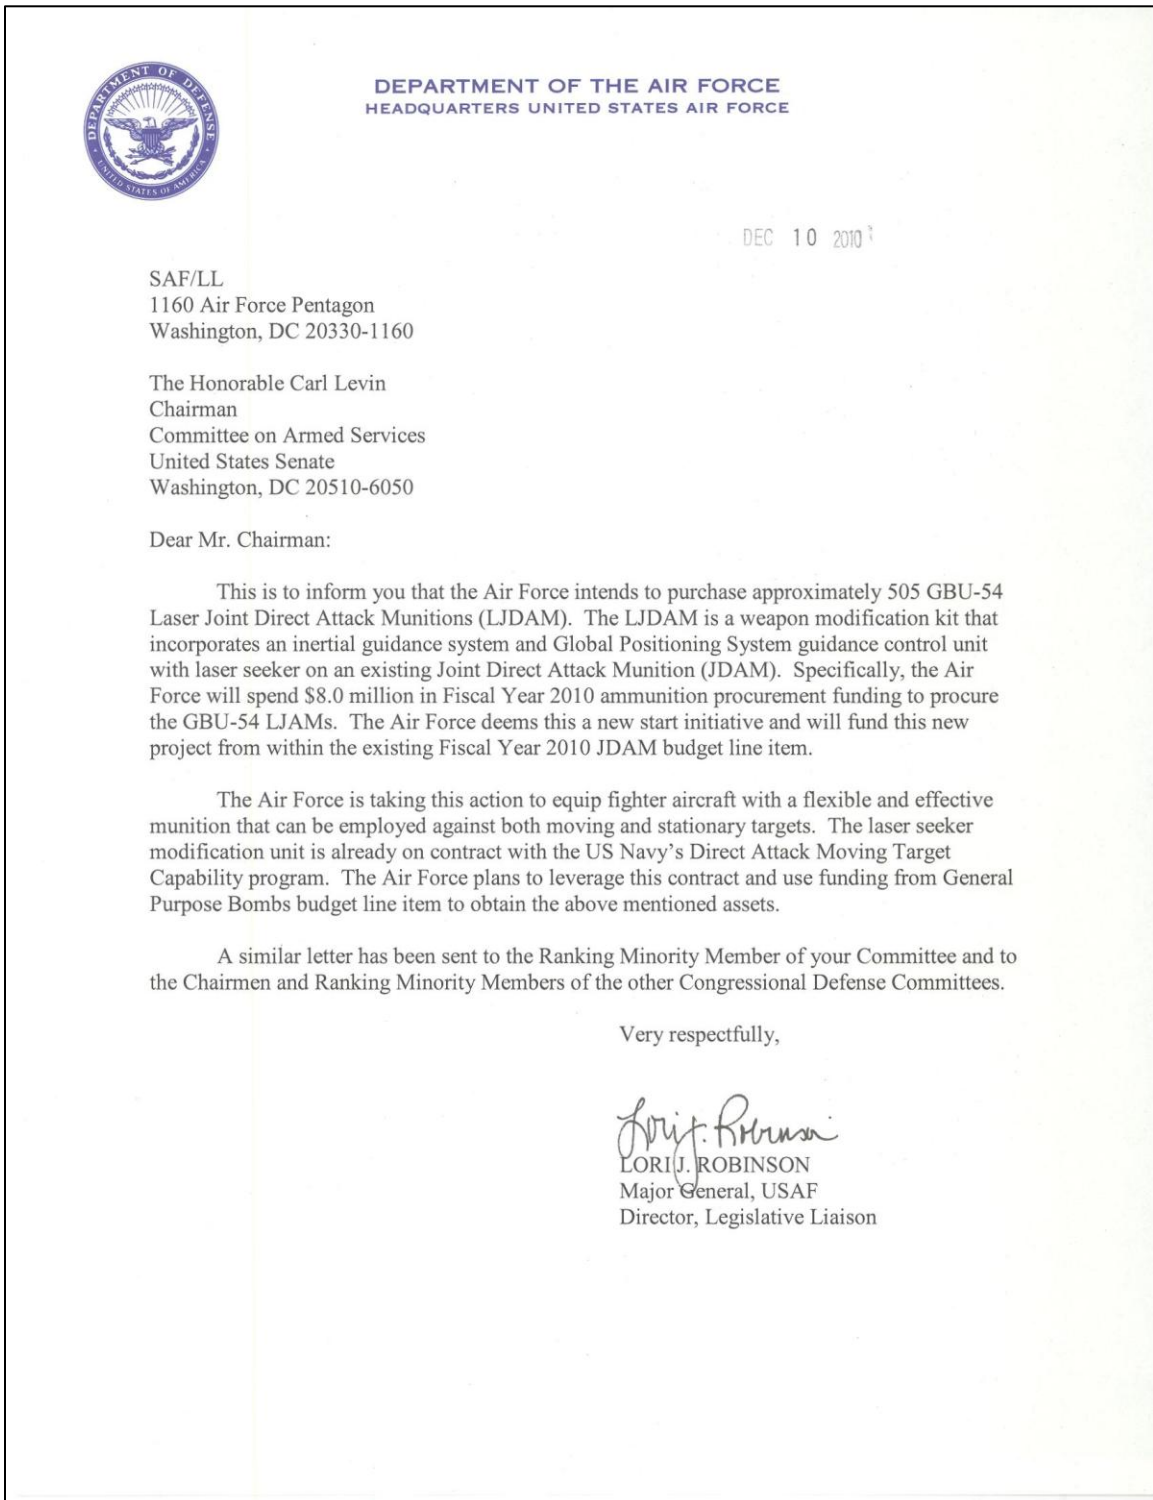 DEPARTMENT OF DEFENSE
UNITED STATES OF AMERICA
DEPARTMENT OF THE AIR FORCE
HEADQUARTERS UNITED STATES AIR FORCE
DEC 10 2010
SAF/LL
1160 Air Force Pentagon
Washington, DC 20330-1160
The Honorable Carl Levin
Chairman
Committee on Armed Services
United States Senate
Washington, DC 20510-6050
Dear Mr. Chairman:
This is to inform you that the Air Force intends to purchase approximately 505 GBU-54
Laser Joint Direct Attack Munitions (LJDAM). The LJDAM is a weapon modification kit that
incorporates an inertial guidance system and Global Positioning System guidance control unit
with laser seeker on an existing Joint Direct Attack Munition (JDAM). Specifically, the Air
Force will spend $8.0 million in Fiscal Year 2010 ammunition procurement funding to procure
the GBU-54 LJAMs. The Air Force deems this a new start initiative and will fund this new
project from within the existing Fiscal Year 2010 JDAM budget line item.
The Air Force is taking this action to equip fighter aircraft with a flexible and effective
munition that can be employed against both moving and stationary targets. The laser seeker
modification unit is already on contract with the US Navy's Direct Attack Moving Target
Capability program. The Air Force plans to leverage this contract and use funding from General
Purpose Bombs budget line item to obtain the above mentioned assets.
A similar letter has been sent to the Ranking Minority Member of your Committee and to
the Chairmen and Ranking Minority Members of the other Congressional Defense Committees.
Very respectfully,
Lori J. Robinson
LORI J. ROBINSON
Major General, USAF
Director, Legislative Liaison